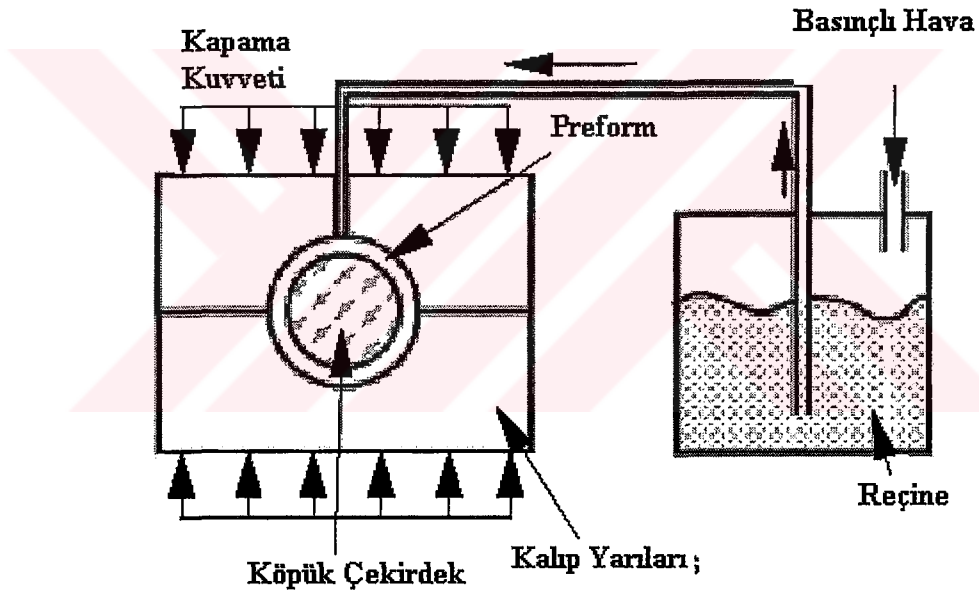 Basınçlı Hava
Kapama
Kuvveti
Preform
Reçine
Kalıp Yarıları ;
Köpük Çekirdek